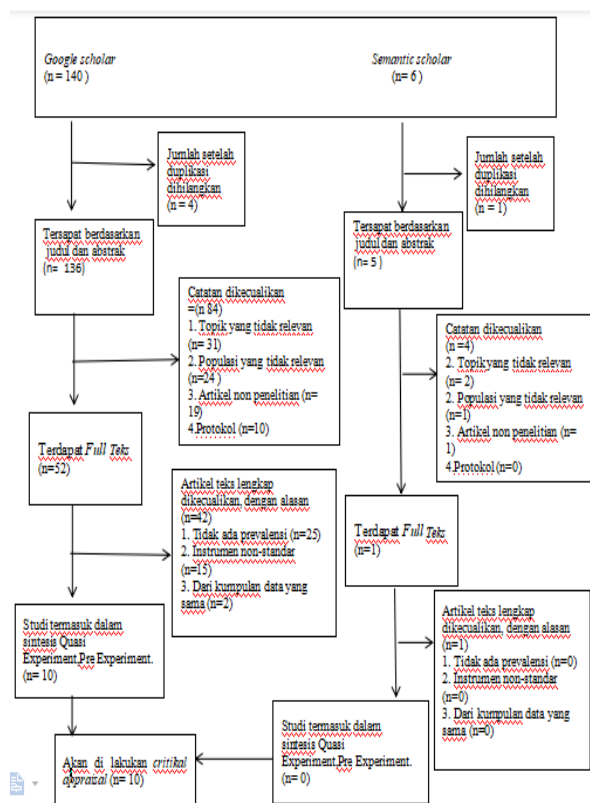 Google scholar
(n = 140 )
Semantic scholar
(n= 6 )
Jumlah setelah
duplikasi
dihilangkan
(n = 4)
Jumlah setelah
duplikasi
dihilangkan
(n = 1)
Tersapat berdasarkan
judul dan abstrak
(n= 136)
Tersapat berdasarkan
judul dan abstrak
(n= 5 )
Catatan dikecualikan
=(n 84)
1. Topik yang tidak relevan
(n= 31)
2. Populasi yang tidak relevan
(n=24 )
3. Artikel non penelitian (n=
19)
4.Protokol (n=10)
Catatan dikecualikan
(n =4)
2. Topik yang tidak relevan
(n= 2)
2. Populasi yang tidak relevan
(n=1)
3. Artikel non penelitian (n=
1)
4.Protokol (n=0)
Terdapat Full Teks
(n=52)
Artikel teks lengkap
dikecualikan, dengan alasan
(n=42)
1. Tidak ada prevalensi (n=25)
2. Instrumen non-standar
(n=15)
3. Dari kumpulan data yang
sama (n=2)
Terdapat Full Teks
(n=1)
Studi termasuk dalam
sintesis Quasi
Experiment,Pre Experiment.
(n= 10)
Artikel teks lengkap
dikecualikan, dengan alasan
(n=1)
1. Tidak ada prevalensi (n=0)
2. Instrumen non-standar
(n=0)
3. Dari kumpulan data yang
sama (n=0)
Studi termasuk dalam
sintesis Quasi
Experiment,Pre Experiment.
(n= 0)
Akan di lakukan critikal
appraisal (n= 10)